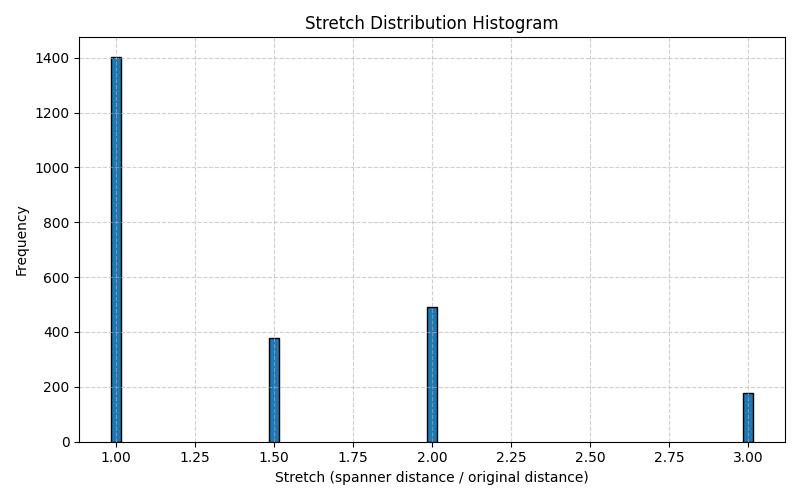 Stretch Distribution Histogram
1400
1200
1000
800
600
400
200
0
Frequency
1.00 1.25 1.50 1.75 2.00 2.25 2.50 2.75 3.00
Stretch (spanner distance / original distance)